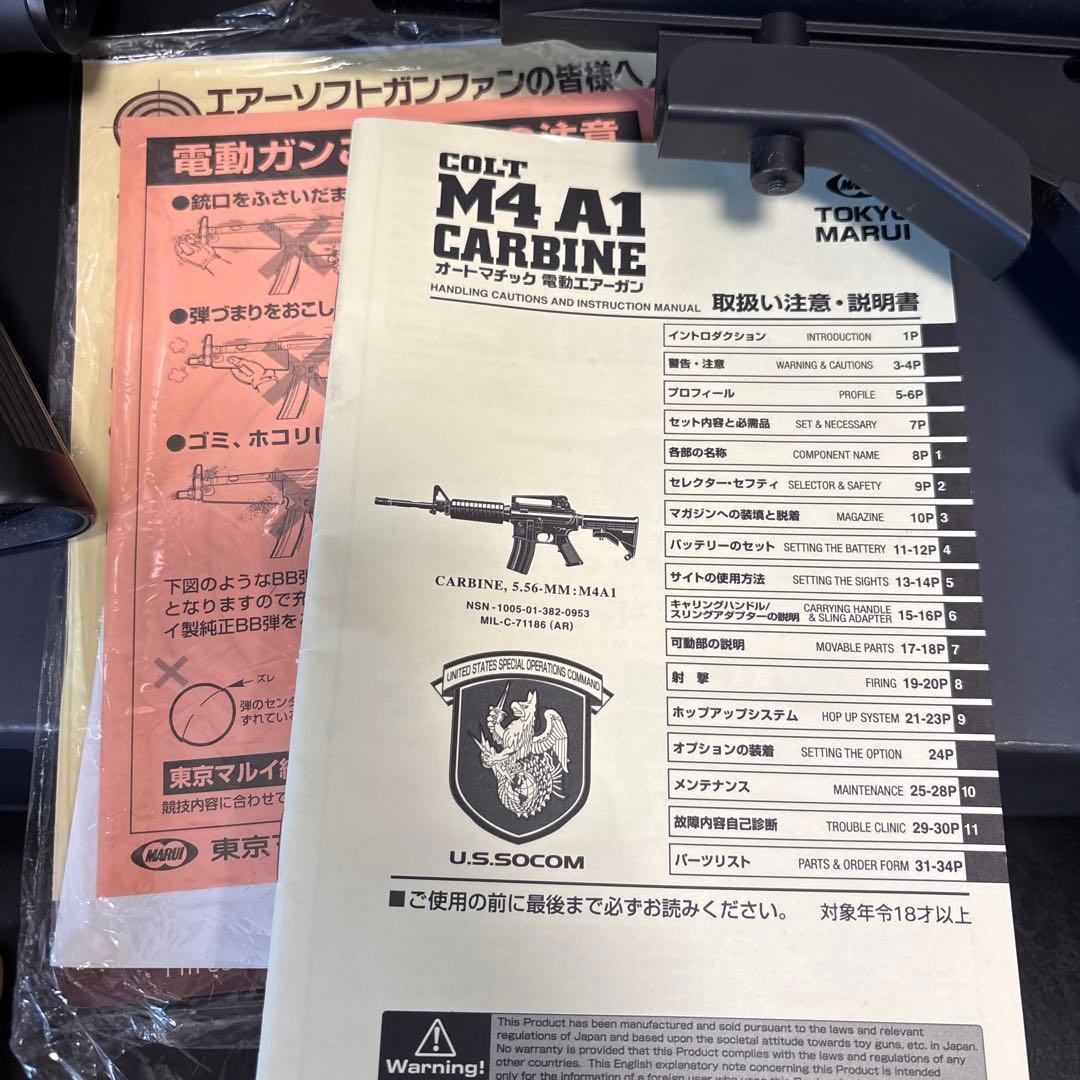 エアーソフトガンファンの皆様へ
電動ガンご
の注意
●銃口をふさいだま
●弾づまりをおこし
●ゴミ、ホコリに
下図のようなBB弾
となりますので充
イ製純正BB弾を
ズレ
弾のセンタ
ずれている
東京マルイ純
競技内容に合わせて
MARUI 東京マ
COLT
M4 A1
CARBINE
オートマチック 電動エアーガン
HANDLING CAUTIONS AND INSTRUCTION MANUAL 取扱い注意・説明書
TOKYO
MARUI
イントロダクション INTRODUCTION 1P
警告・注意 WARNING & CAUTIONS 3-4P
プロフィール PROFILE 5-6P
セット内容と必需品 SET & NECESSARY 7P
各部の名称 COMPONENT NAME 8P 1
セレクター・セフティ SELECTOR & SAFETY 9P 2
マガジンへの装填と脱着 MAGAZINE 10P 3
バッテリーのセット SETTING THE BATTERY 11-12P 4
サイトの使用方法 SETTING THE SIGHTS 13-14P 5
キャリングハンドル/
スリングアダプターの説明 CARRYING HANDLE
& SLING ADAPTER 15-16P 6
可動部の説明 MOVABLE PARTS 17-18P 7
射 撃 FIRING 19-20P 8
ホップアップシステム HOP UP SYSTEM 21-23P 9
オプションの装着 SETTING THE OPTION 24P
メンテナンス MAINTENANCE 25-28P 10
故障内容自己診断 TROUBLE CLINIC 29-30P 11
パーツリスト PARTS & ORDER FORM 31-34P
CARBINE, 5.56-MM:M4A1
NSN-1005-01-382-0953
MIL-C-71186 (AR)
UNITED STATES SPECIAL OPERATIONS COMMAND
U.S.SOCOM
■ご使用の前に最後まで必ずお読みください。 対象年令18才以上
Warning!
This Product has been manufactured and sold pursuant to the laws and relevant
regulations of Japan and based upon the societal attitude towards toy guns, etc. in Japan.
No warranty is provided that this Product complies with the laws and regulations of any
other countries. This English explanatory note concerning this Product is intended
only for the information of a foreign user who uses this